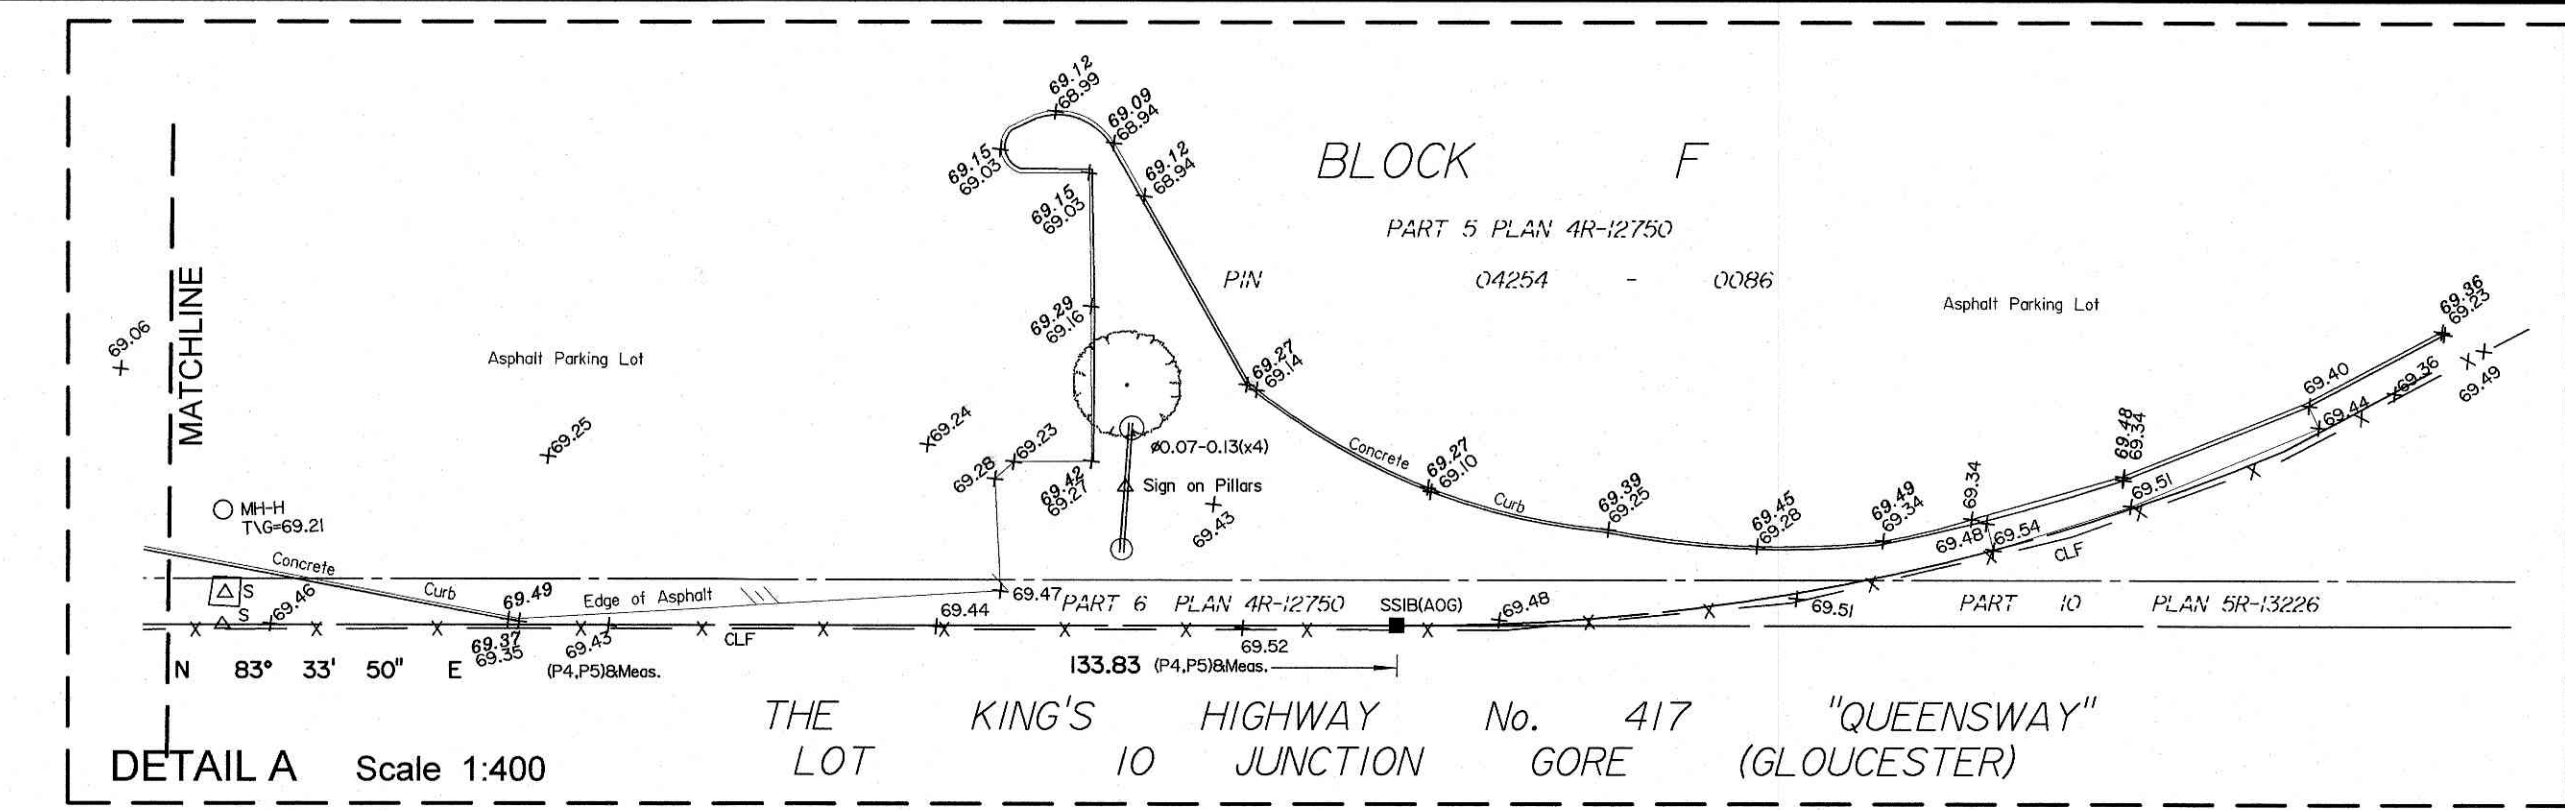 69.12
68.99
69.09
68.94
69.15
69.03
69.12
68.94
69.15
69.03
BLOCK F
PART 5 PLAN 4R-12750
PIN 04254 - 0086
69.06
MATCHLINE
Asphalt Parking Lot
69.29
69.16
Asphalt Parking Lot
69.36
69.23
69.25
69.24
69.23
69.28
69.42
69.27
Ø0.07-0.13(x4)
Sign on Pillars
69.43
69.27
69.14
Concrete
69.27
69.10
Curb
69.39
69.25
69.45
69.28
69.49
69.34
69.34
69.48
69.54
69.48
69.34
69.51
69.40
69.44
69.36
69.49
CLF
MH-H
T\G=69.21
Concrete
Curb
S
S
69.46
69.49
Edge of Asphalt
69.47
PART 6 PLAN 4R-12750
SSIB(AOG)
69.48
69.51
PART 10 PLAN 5R-13226
69.44
69.37
69.35
69.43
CLF
69.52
N 83° 33' 50" E (P4,P5)&Meas.
133.83 (P4,P5)&Meas.
THE KING'S HIGHWAY No. 417 "QUEENSWAY"
LOT 10 JUNCTION GORE (GLOUCESTER)
DETAIL A Scale 1:400